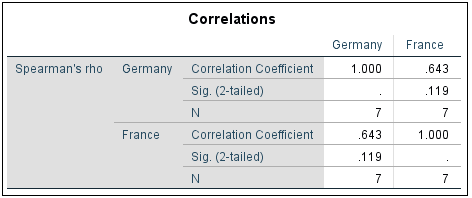 Correlations
Germany France
Spearman's rho Germany Correlation Coefficient 1.000 .643
Sig. (2-tailed) . .119
N 7 7
France Correlation Coefficient .643 1.000
Sig. (2-tailed) .119 .
N 7 7